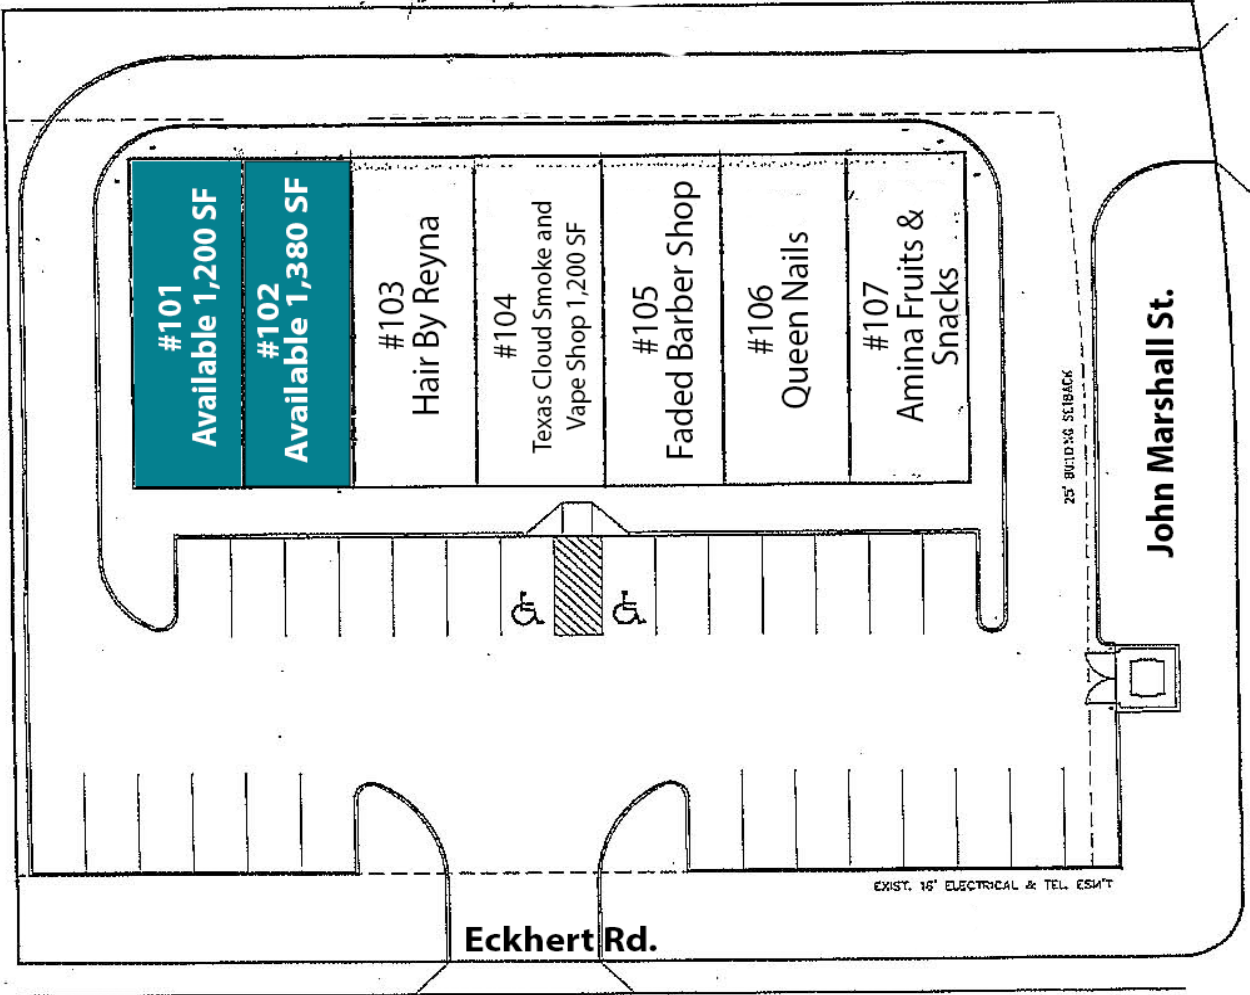 #101
Available 1,200 SF
#102
Available 1,380 SF
#103
Hair By Reyna
#104
Texas Cloud Smoke and
Vape Shop 1,200 SF
#105
Faded Barber Shop
#106
Queen Nails
#107
Amina Fruits &
Snacks
25' BUILDING SETBACK
John Marshall St.
EXIST. 16' ELECTRICAL & TEL. ESM'T
Eckhert Rd.